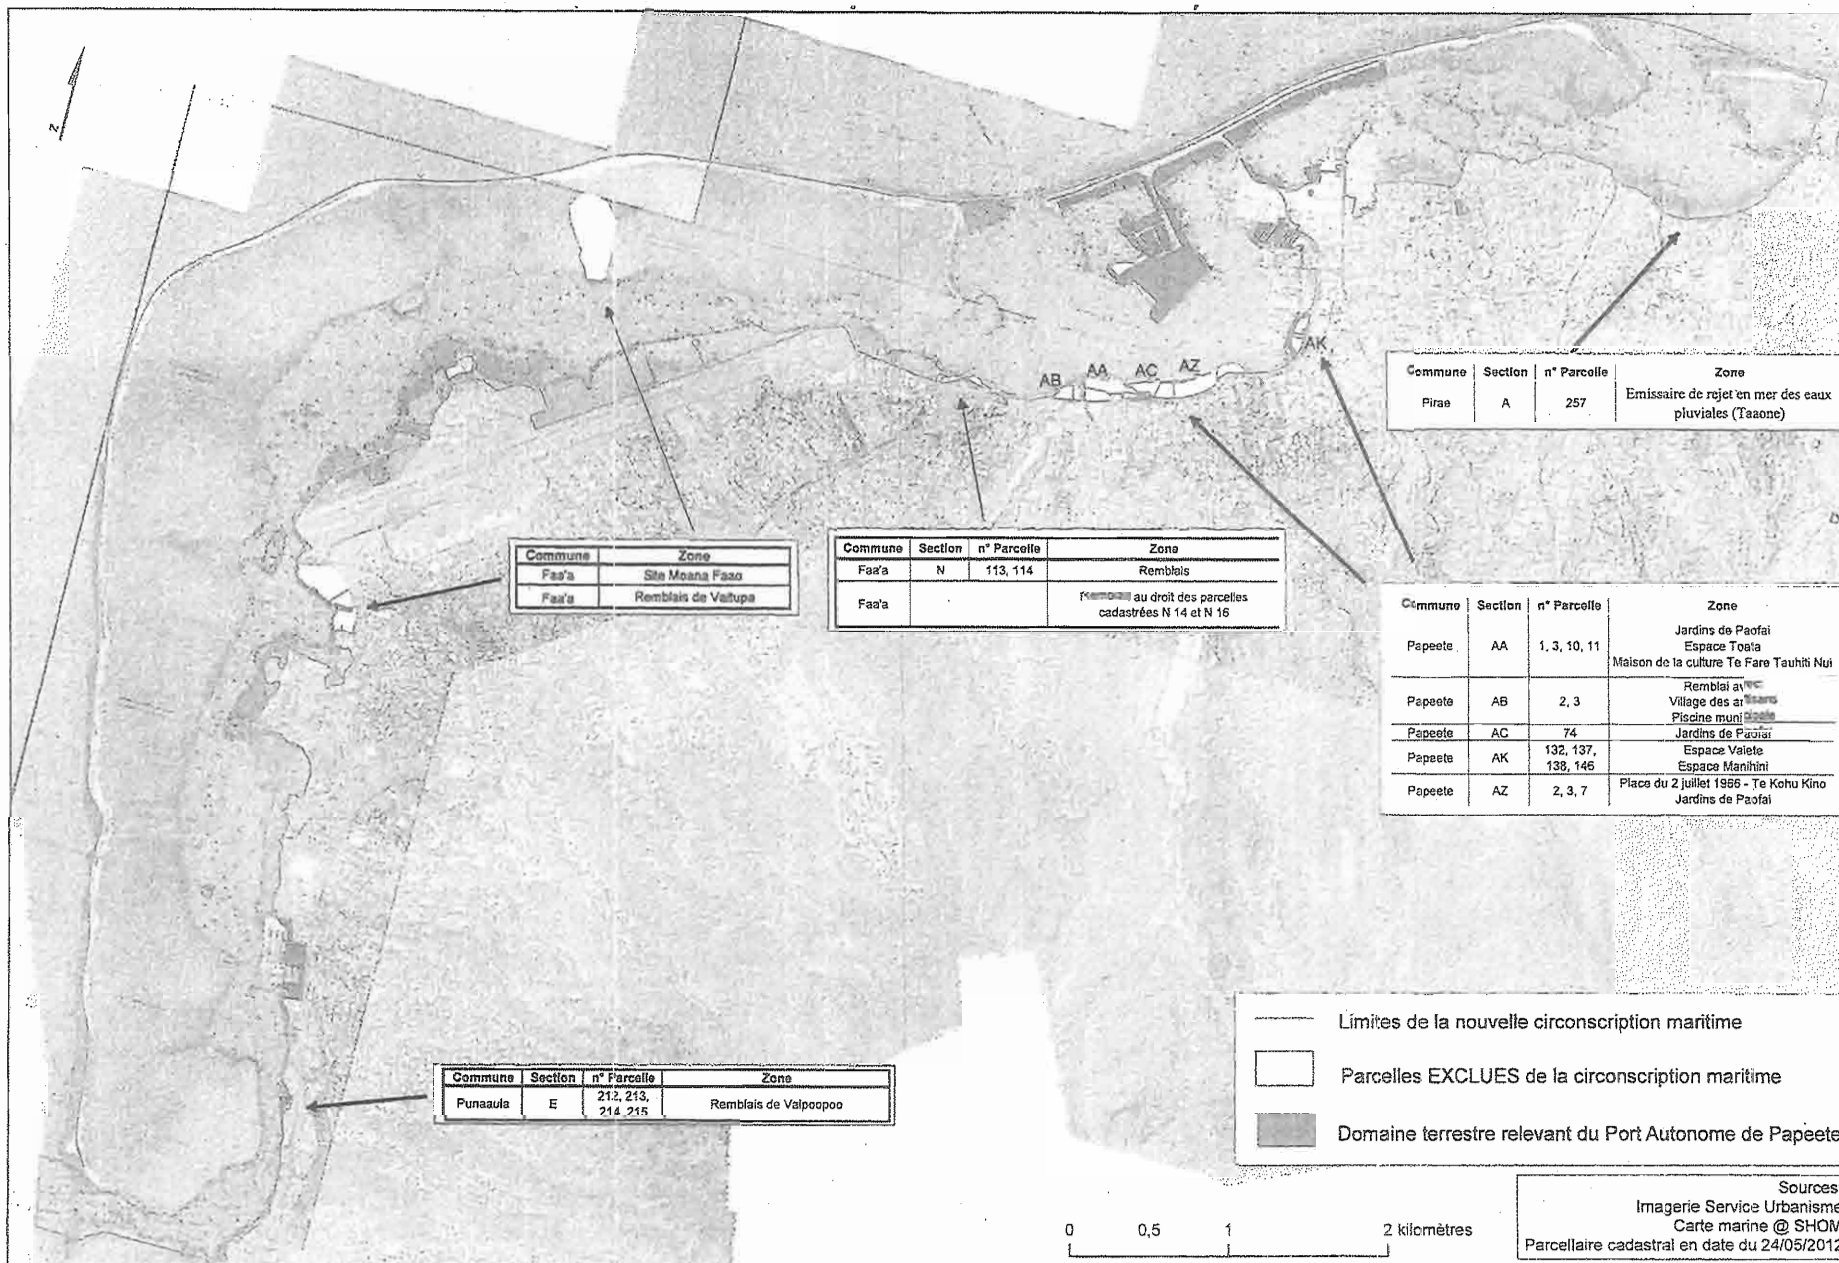 N
AB
AA
AC
AZ
AK
Commune Section n° Parcelle Zone
Pirae A 257 Emissaire de rejet en mer des eaux
pluviales (Taaone)
Commune Zone
Faa'a Site Moana Faao
Faa'a Remblais de Vaitupa
Commune Section n° Parcelle Zone
Faa'a N 113, 114 Remblais
Faa'a au droit des parcelles
cadastrées N 14 et N 16
Commune Section n° Parcelle Zone
Papeete AA 1, 3, 10, 11 Jardins de Paofai
Espace Toata
Maison de la culture Te Fare Tauhiti Nui
Papeete AB 2, 3 Remblai avec
Village des artisans
Piscine municipale
Papeete AC 74 Jardins de Paofai
Papeete AK 132, 137,
138, 146
Espace Vaiete
Espace Manihini
Papeete AZ 2, 3, 7 Place du 2 juillet 1966 - Te Kohu Kino
Jardins de Paofai
Commune Section n° Parcelle Zone
Punaauia E 212, 213,
214, 215
Remblais de Vaipoopoo
Limites de la nouvelle circonscription maritime
Parcelles EXCLUES de la circonscription maritime
Domaine terrestre relevant du Port Autonome de Papeete
0 0,5 1 2 kilomètres
Sources
Imagerie Service Urbanisme
Carte marine @ SHOM
Parcellaire cadastral en date du 24/05/2012